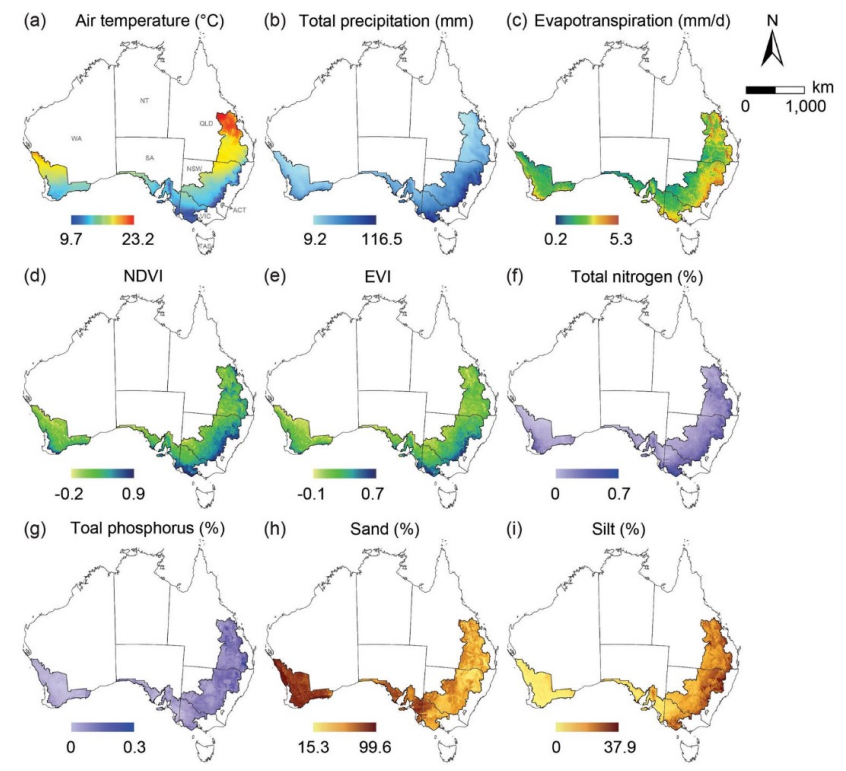 (a) Air temperature (°C)
(b) Total precipitation (mm)
(c) Evapotranspiration (mm/d)
N
km
0 1,000
NT
QLD
WA
SA
NSW
ACT
VIC
TAS
9.7 23.2
9.2 116.5
0.2 5.3
(d) NDVI
(e) EVI
(f) Total nitrogen (%)
-0.2 0.9
-0.1 0.7
0 0.7
(g) Toal phosphorus (%)
(h) Sand (%)
(i) Silt (%)
0 0.3
15.3 99.6
0 37.9